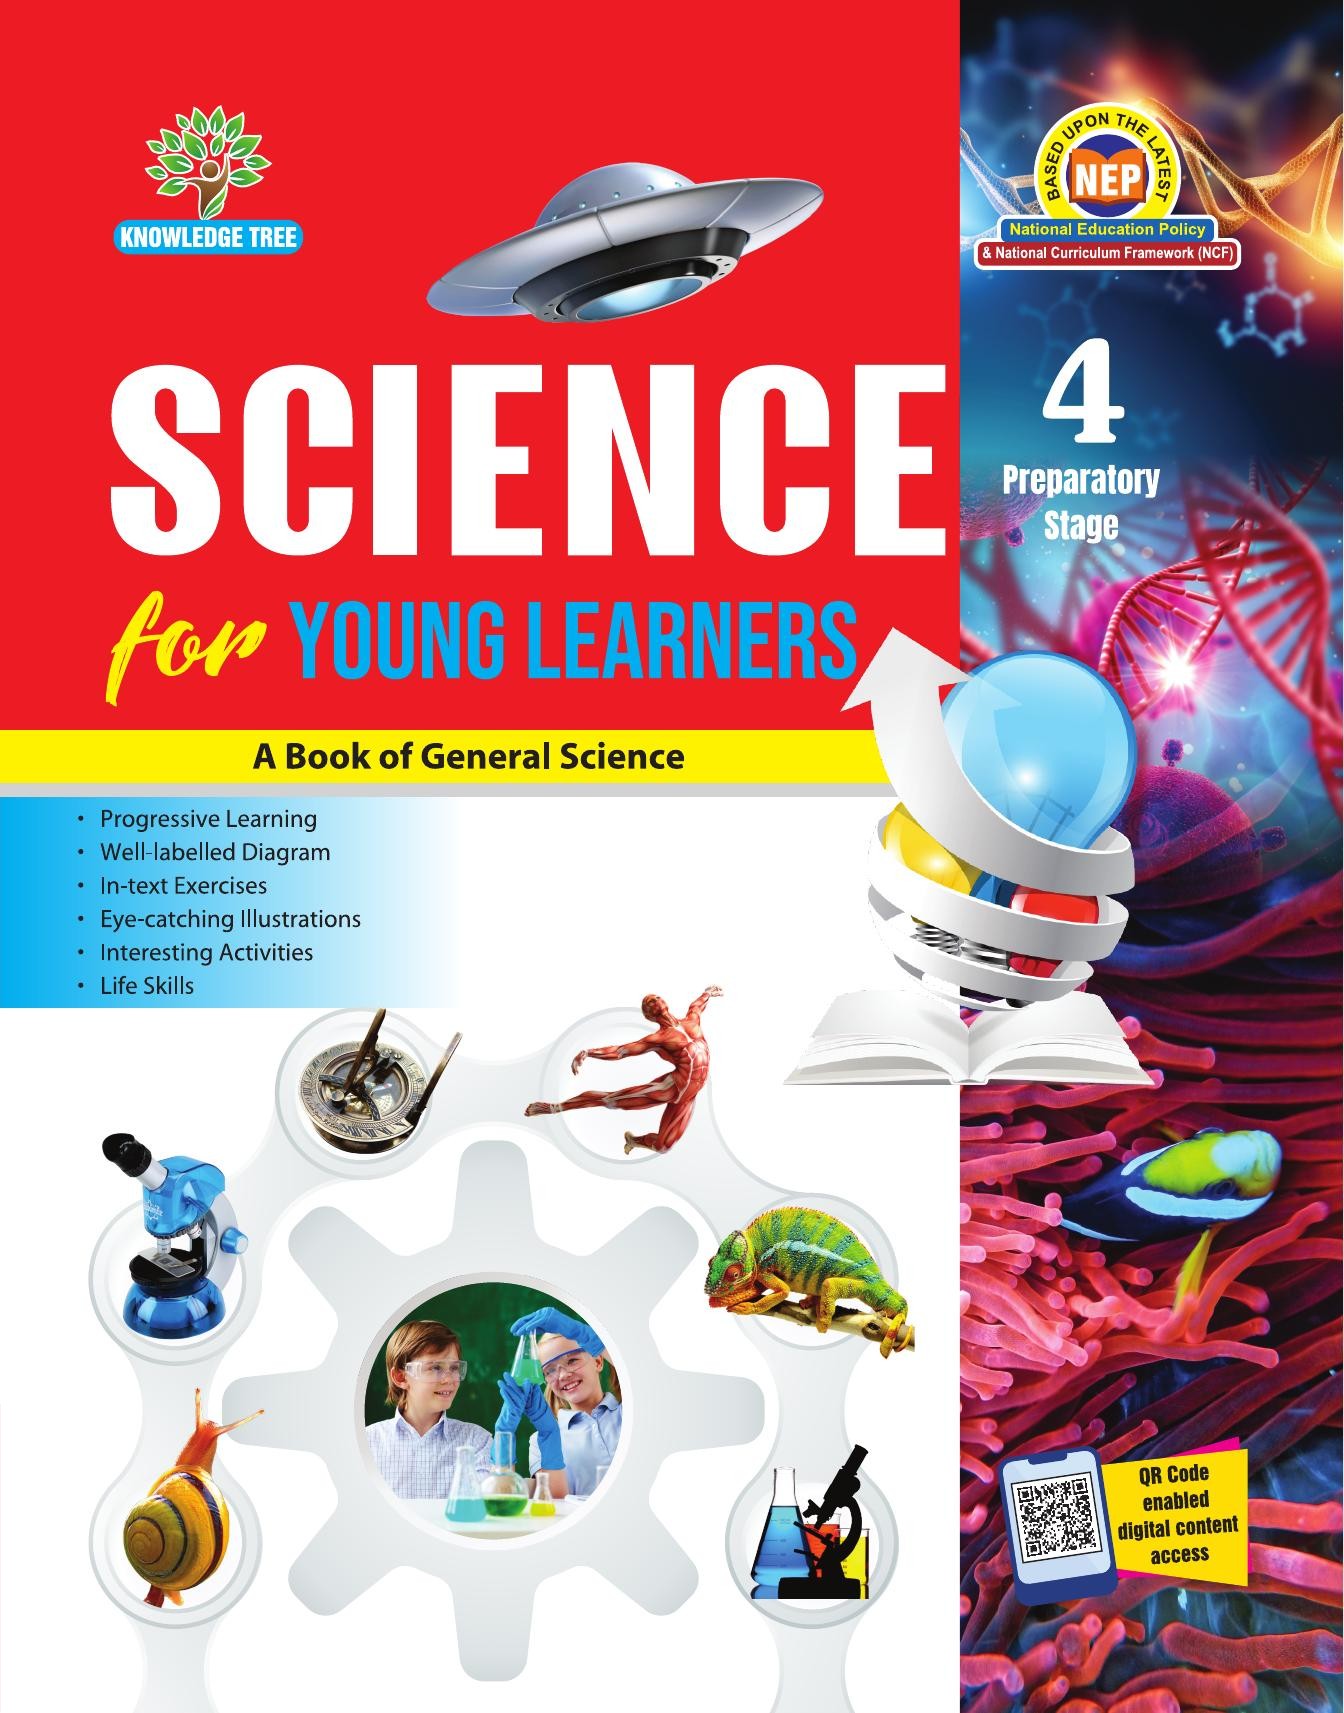 KNOWLEDGE TREE
BASED UPON THE LATEST
NEP
National Education Policy
& National Curriculum Framework (NCF)
4
Preparatory
Stage
SCIENCE
for YOUNG LEARNERS
A Book of General Science
• Progressive Learning
• Well-labelled Diagram
• In-text Exercises
• Eye-catching Illustrations
• Interesting Activities
• Life Skills
QR Code
enabled
digital content
access